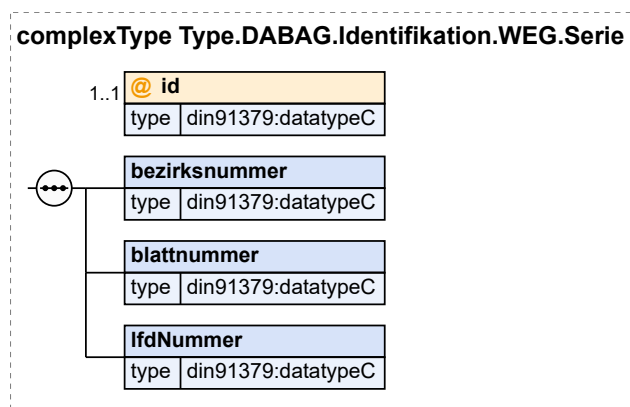 complexType Type.DABAG.Identifikation.WEG.Serie
1..1 @ id
type din91379:datatypeC
bezirksnummer
type din91379:datatypeC
blattnummer
type din91379:datatypeC
lfdNummer
type din91379:datatypeC